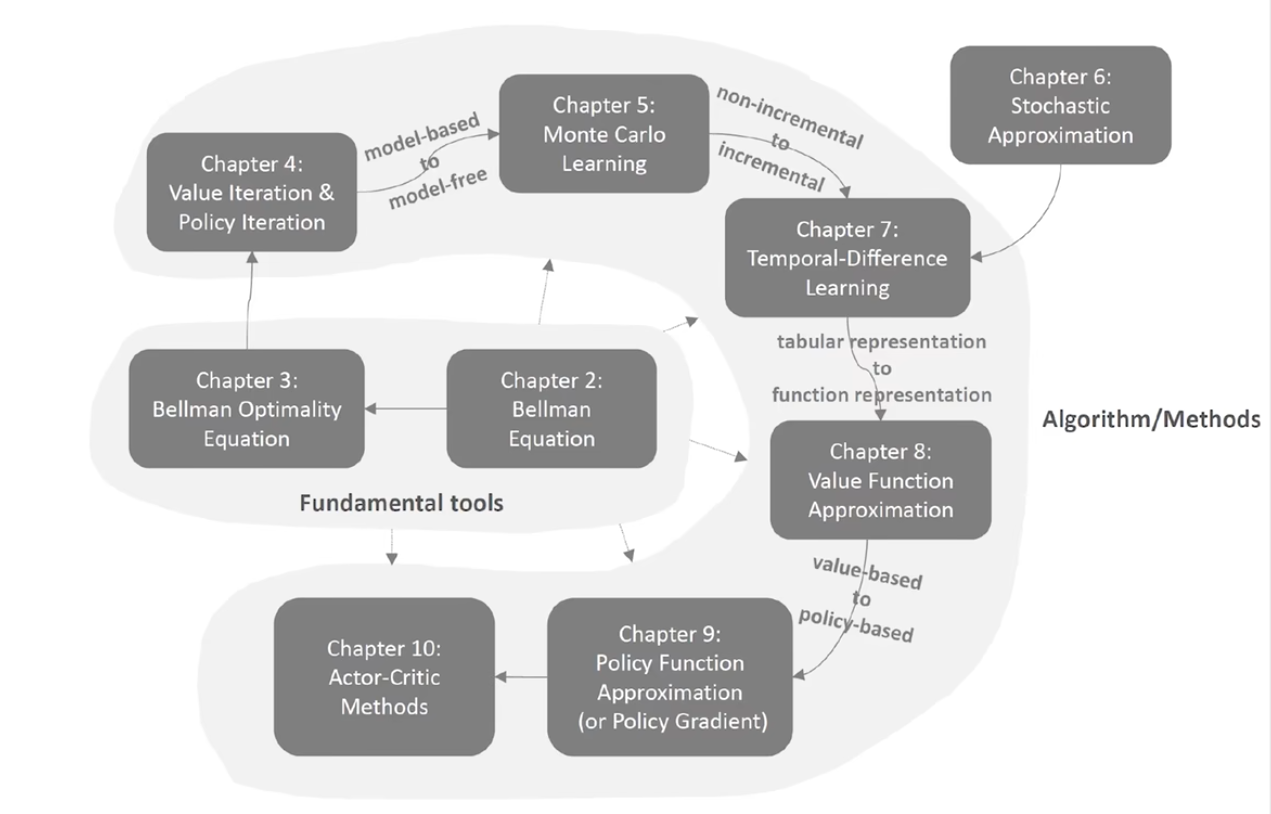 Chapter 4:
Value Iteration &
Policy Iteration
model-based
to
model-free
Chapter 5:
Monte Carlo
Learning
non-incremental
to
incremental
Chapter 6:
Stochastic
Approximation
Chapter 7:
Temporal-Difference
Learning
tabular representation
to
function representation
Chapter 3:
Bellman Optimality
Equation
Chapter 2:
Bellman
Equation
Fundamental tools
Algorithm/Methods
Chapter 8:
Value Function
Approximation
value-based
to
policy-based
Chapter 9:
Policy Function
Approximation
(or Policy Gradient)
Chapter 10:
Actor-Critic
Methods